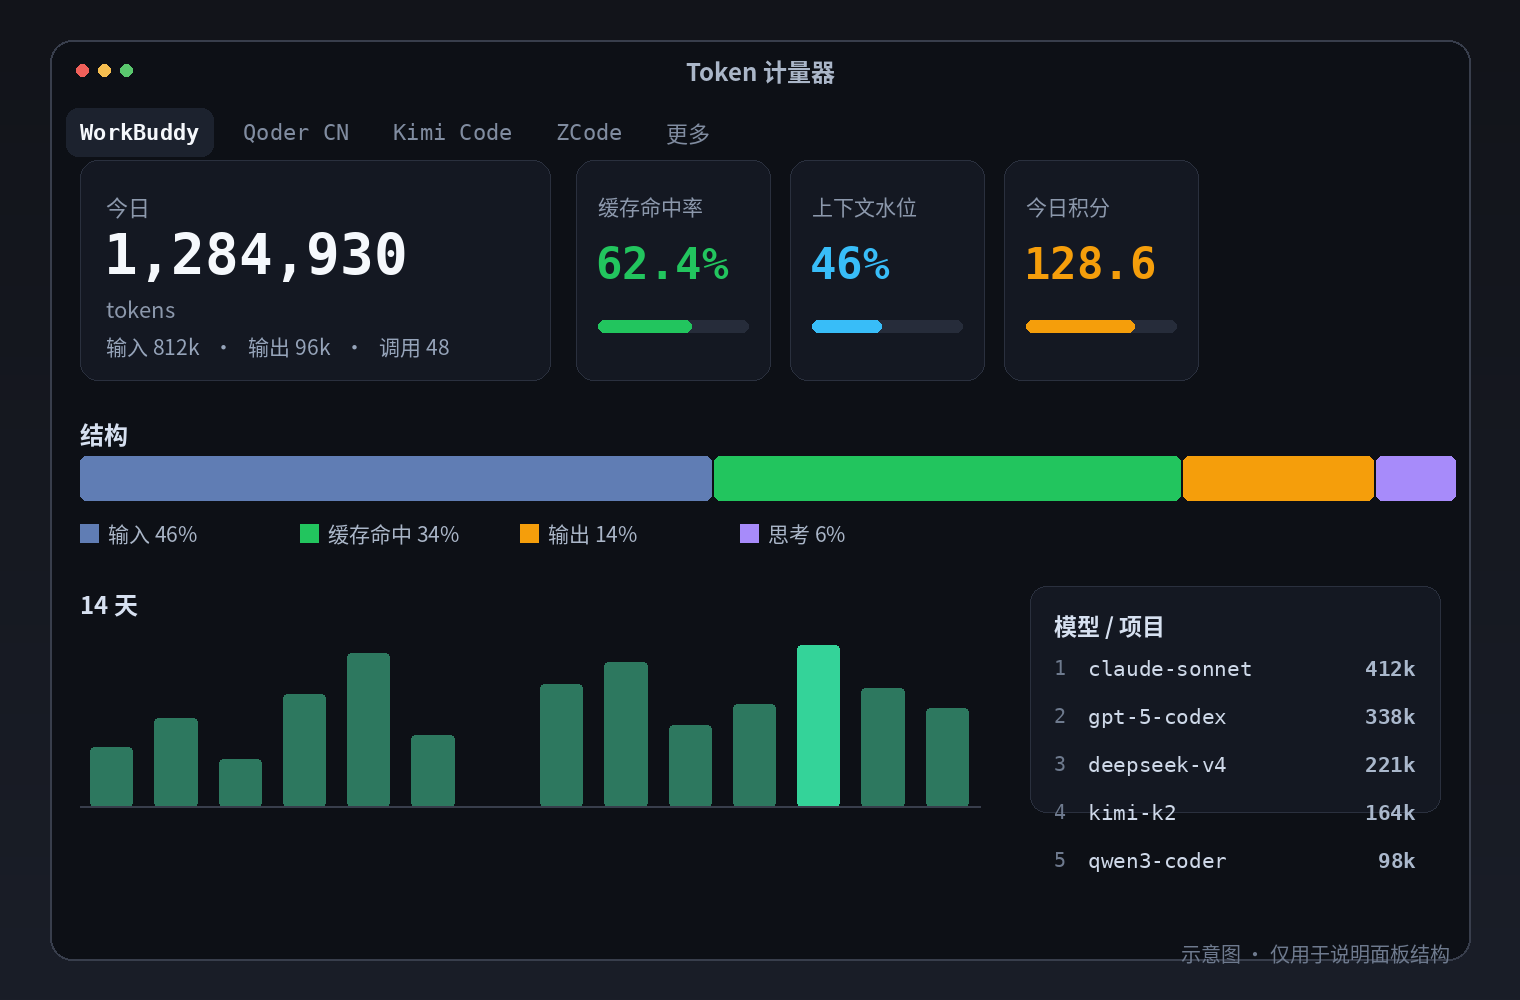 Token 计量器
WorkBuddy Qoder CN Kimi Code ZCode 更多
今日
1,284,930
tokens
输入 812k · 输出 96k · 调用 48
缓存命中率
62.4%
上下文水位
46%
今日积分
128.6
结构
输入 46% 缓存命中 34% 输出 14% 思考 6%
14 天
模型 / 项目
1 claude-sonnet 412k
2 gpt-5-codex 338k
3 deepseek-v4 221k
4 kimi-k2 164k
5 qwen3-coder 98k
示意图 · 仅用于说明面板结构